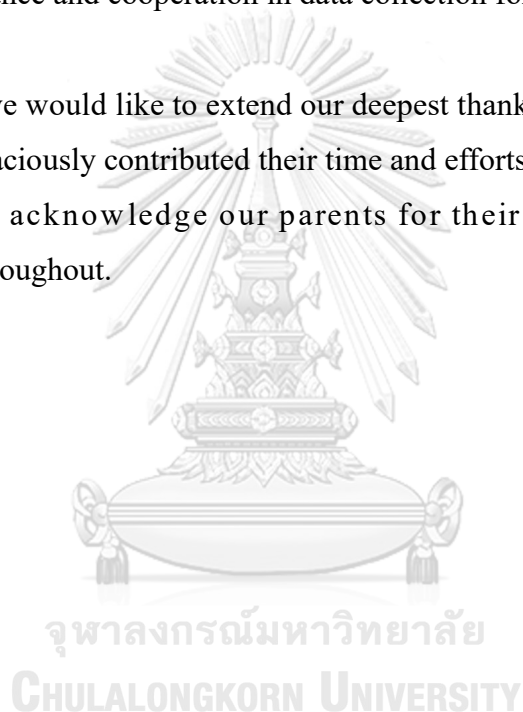 nce and cooperation in data collection for
ve would like to extend our deepest thank
aciously contributed their time and efforts
acknowledge our parents for their
oughout.
จุฬาลงกรณ์มหาวิทยาลัย
CHULALONGKORN UNIVERSITY